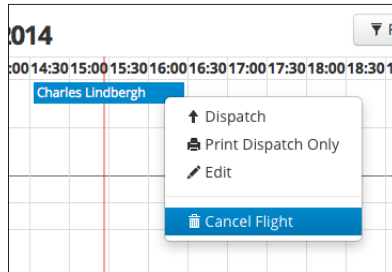 2014
F
:00 14:30 15:00 15:30 16:00 16:30 17:00 17:30 18:00 18:30 1
Charles Lindbergh
Dispatch
Print Dispatch Only
Edit
Cancel Flight